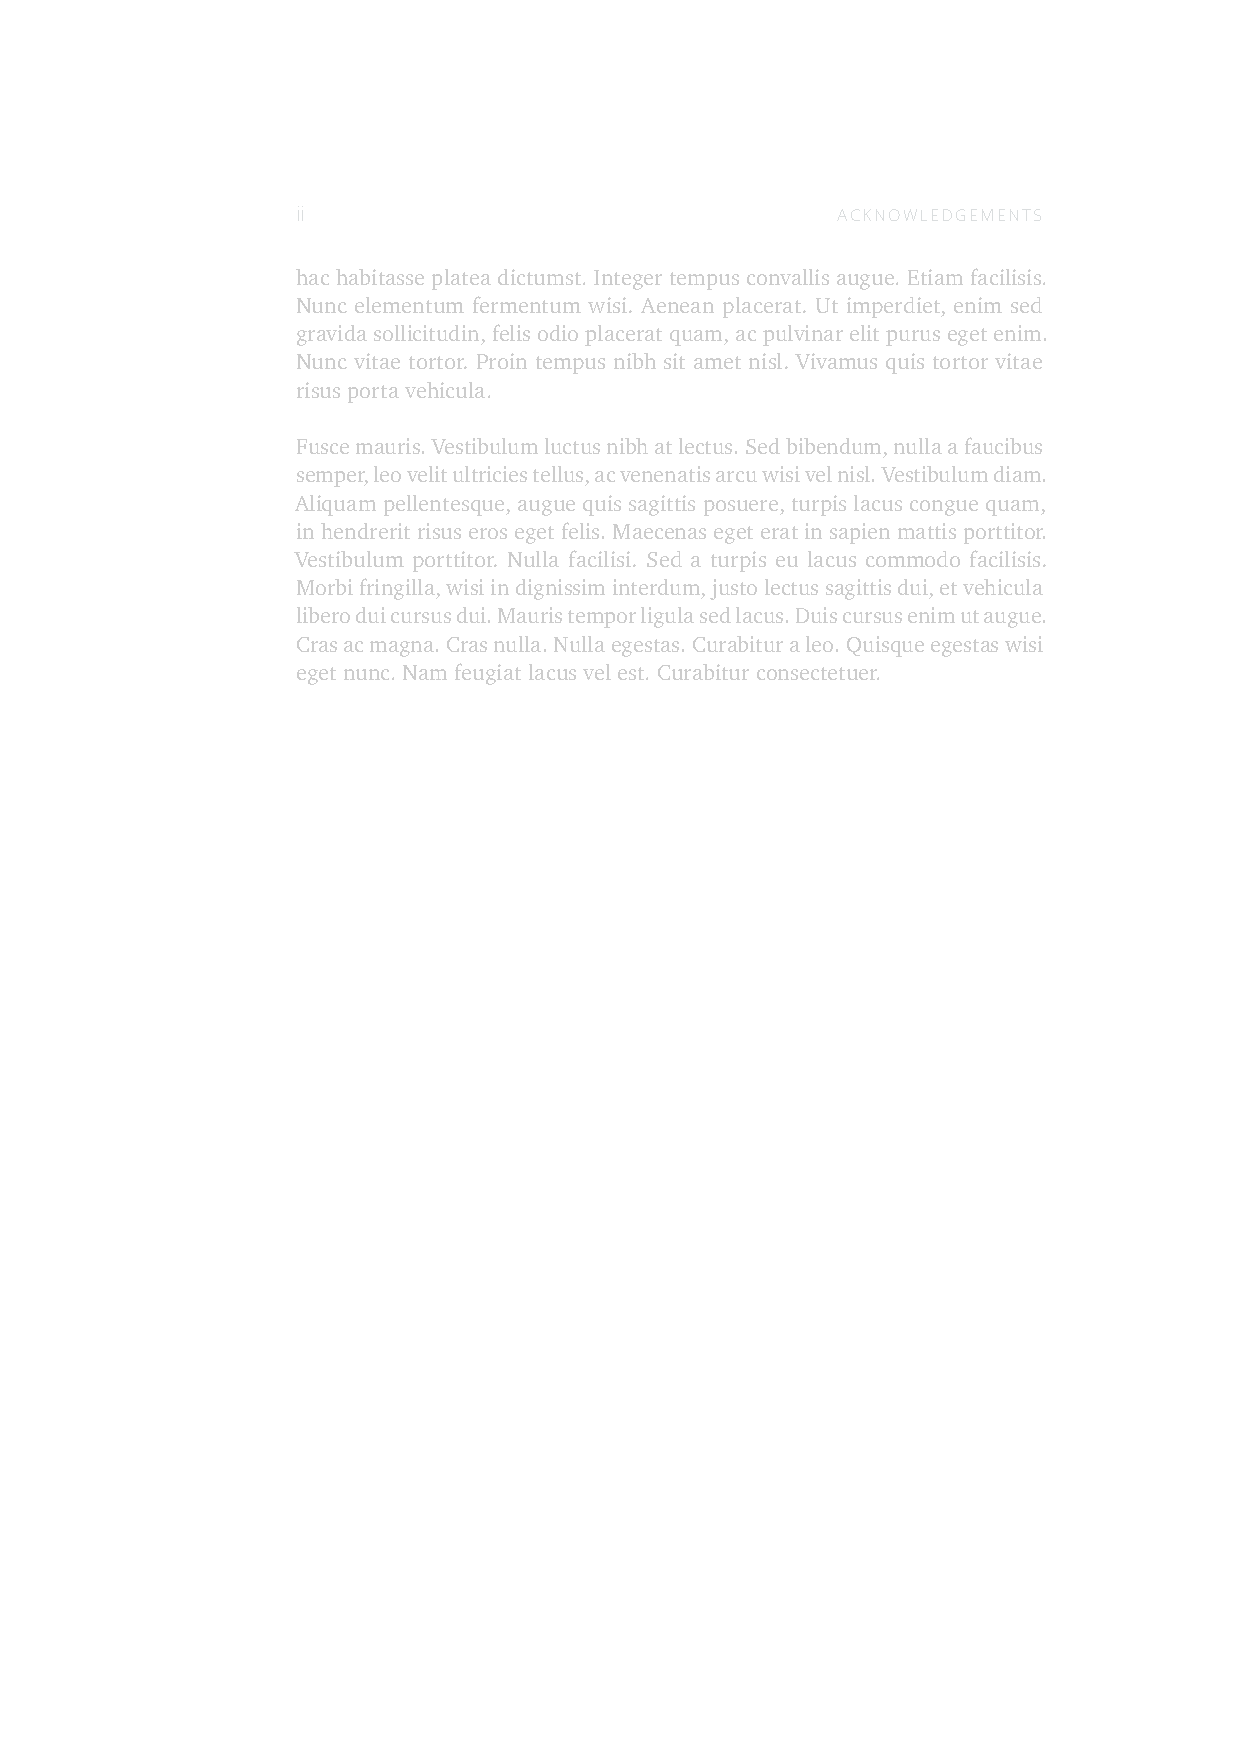 ii ACKNOWLEDGEMENTS
hac habitasse platea dictumst. Integer tempus convallis augue. Etiam facilisis.
Nunc elementum fermentum wisi. Aenean placerat. Ut imperdiet, enim sed
gravida sollicitudin, felis odio placerat quam, ac pulvinar elit purus eget enim.
Nunc vitae tortor. Proin tempus nibh sit amet nisl. Vivamus quis tortor vitae
risus porta vehicula.
Fusce mauris. Vestibulum luctus nibh at lectus. Sed bibendum, nulla a faucibus
semper, leo velit ultricies tellus, ac venenatis arcu wisi vel nisl. Vestibulum diam.
Aliquam pellentesque, augue quis sagittis posuere, turpis lacus congue quam,
in hendrerit risus eros eget felis. Maecenas eget erat in sapien mattis porttitor.
Vestibulum porttitor. Nulla facilisi. Sed a turpis eu lacus commodo facilisis.
Morbi fringilla, wisi in dignissim interdum, justo lectus sagittis dui, et vehicula
libero dui cursus dui. Mauris tempor ligula sed lacus. Duis cursus enim ut augue.
Cras ac magna. Cras nulla. Nulla egestas. Curabitur a leo. Quisque egestas wisi
eget nunc. Nam feugiat lacus vel est. Curabitur consectetuer.